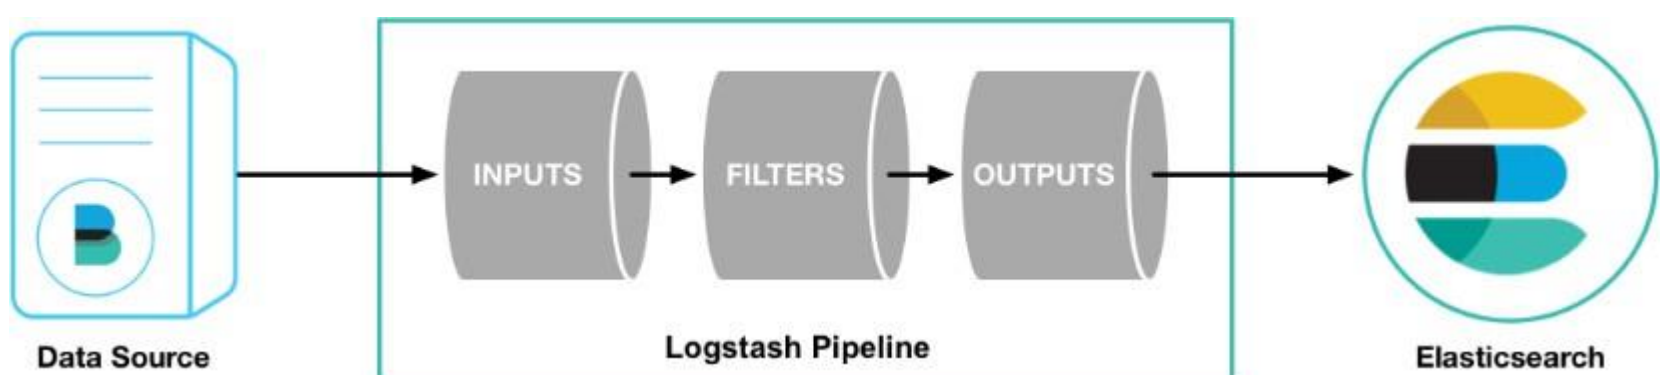 INPUTS
FILTERS
OUTPUTS
Data Source
Logstash Pipeline
Elasticsearch